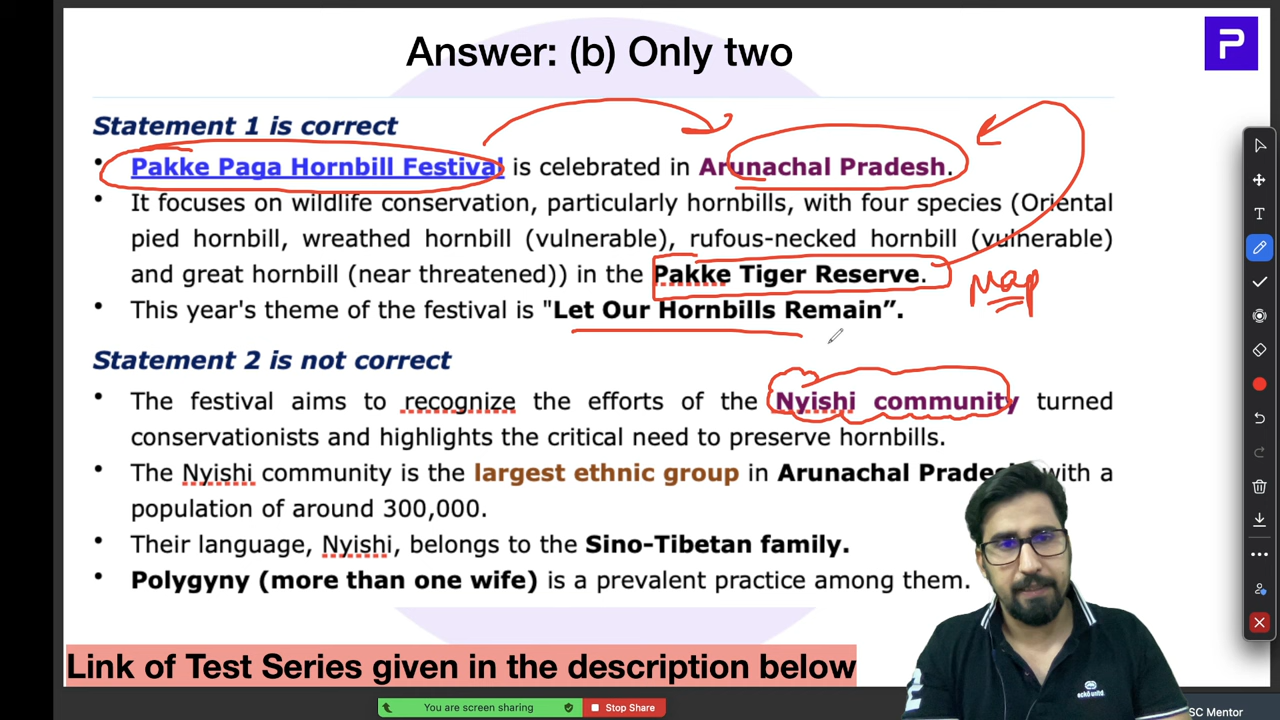 Answer: (b) Only two
P
Statement 1 is correct
• Pakke Paga Hornbill Festival is celebrated in Arunachal Pradesh.
• It focuses on wildlife conservation, particularly hornbills, with four species (Oriental
pied hornbill, wreathed hornbill (vulnerable), rufous-necked hornbill (vulnerable)
and great hornbill (near threatened)) in the Pakke Tiger Reserve.
Map
• This year's theme of the festival is "Let Our Hornbills Remain”.
Statement 2 is not correct
• The festival aims to recognize the efforts of the Nyishi community turned
conservationists and highlights the critical need to preserve hornbills.
• The Nyishi community is the largest ethnic group in Arunachal Pradesh with a
population of around 300,000.
• Their language, Nyishi, belongs to the Sino-Tibetan family.
• Polygyny (more than one wife) is a prevalent practice among them.
Link of Test Series given in the description below
ecko unltd
You are screen sharing
Stop Share
SC Mentor